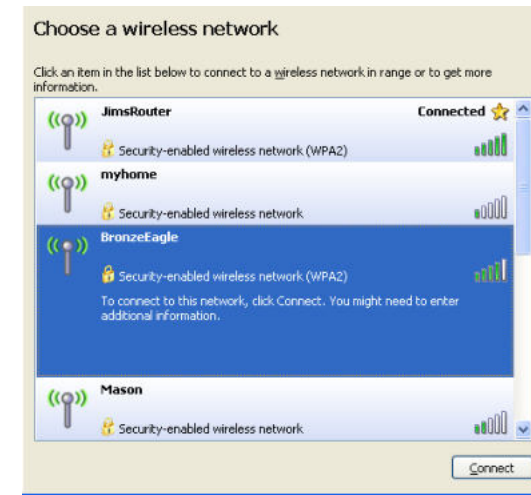 Choose a wireless network
Click an item in the list below to connect to a wireless network in range or to get more
information.
JimsRouter Connected
Security-enabled wireless network (WPA2)
myhome
Security-enabled wireless network
BronzeEagle
Security-enabled wireless network (WPA2)
To connect to this network, click Connect. You might need to enter
additional information.
Mason
Security-enabled wireless network
Connect